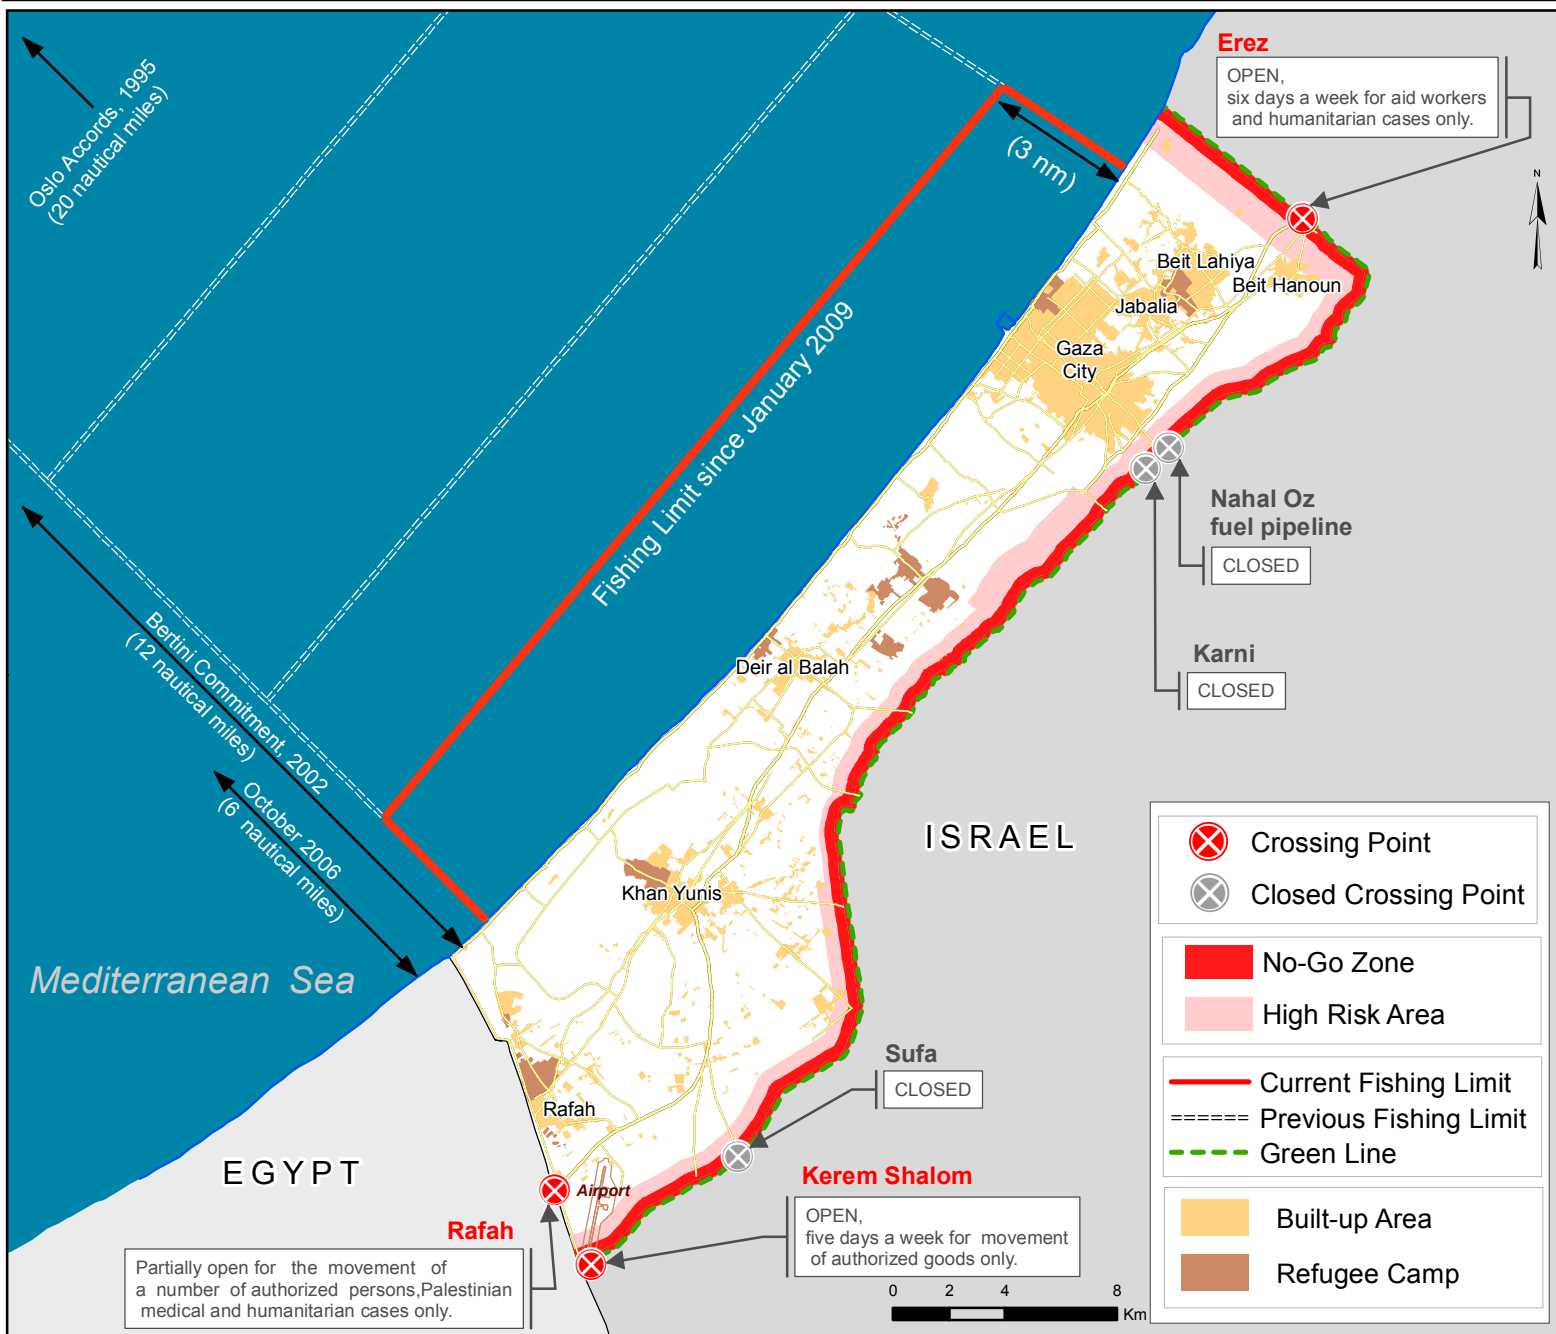 Erez
OPEN,
six days a week for aid workers
and humanitarian cases only.
N
Oslo Accords, 1995
(20 nautical miles)
(3 nm)
Beit Lahiya
Beit Hanoun
Jabalia
Gaza
City
Fishing Limit since January 2009
Nahal Oz
fuel pipeline
CLOSED
Karni
CLOSED
Deir al Balah
Bertini Commitment, 2002
(12 nautical miles)
October 2006
(6 nautical miles)
Khan Yunis
ISRAEL
Mediterranean Sea
Sufa
CLOSED
Rafah
EGYPT
Airport
Kerem Shalom
OPEN,
five days a week for movement
of authorized goods only.
Rafah
Partially open for the movement of
a number of authorized persons,Palestinian
medical and humanitarian cases only.
0 2 4 8
Km
Crossing Point
Closed Crossing Point
No-Go Zone
High Risk Area
Current Fishing Limit
Previous Fishing Limit
Green Line
Built-up Area
Refugee Camp